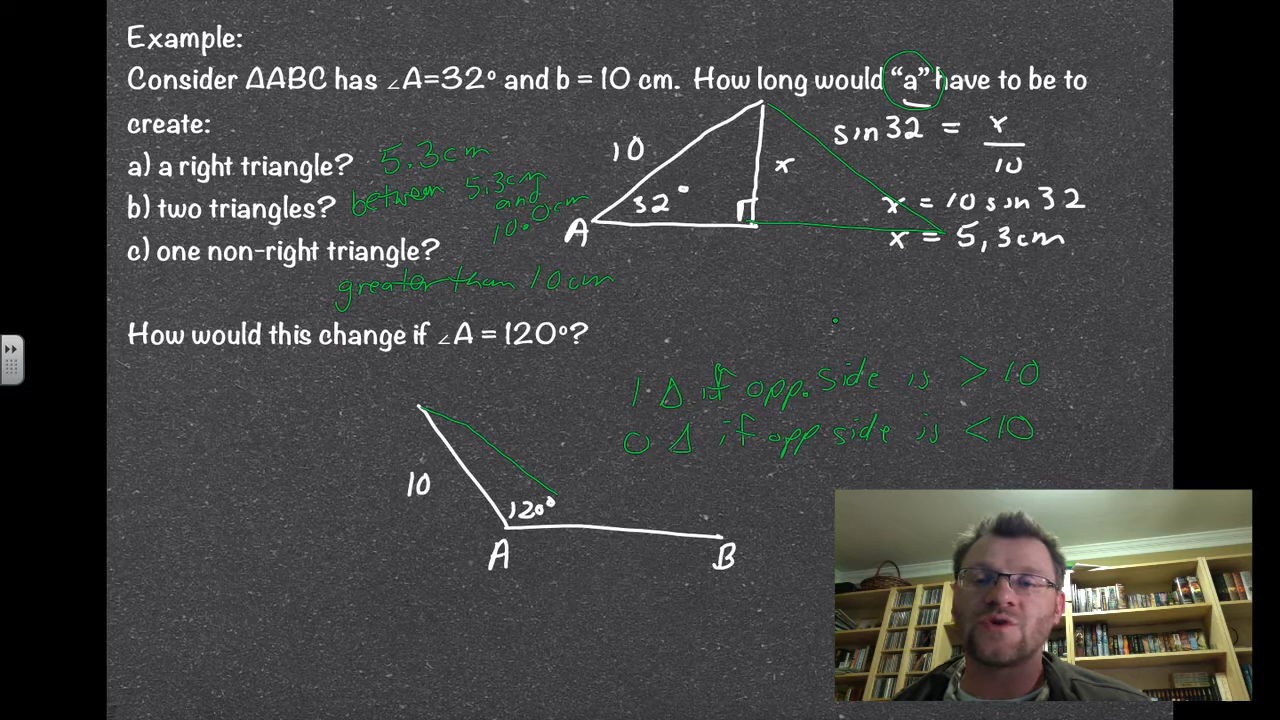 Example:
Consider ΔABC has ∠A=32° and b = 10 cm. How long would "a" have to be to
create:
a) a right triangle? 5.3cm
b) two triangles? between 5.3cm
and
10.0cm
c) one non-right triangle?
greater than 10cm
10
32°
A
x
sin 32 = x
10
x = 10 sin 32
x = 5,3cm
How would this change if ∠A = 120°?
1 Δ if opp. side is > 10
0 Δ if opp side is < 10
10
120°
A
B